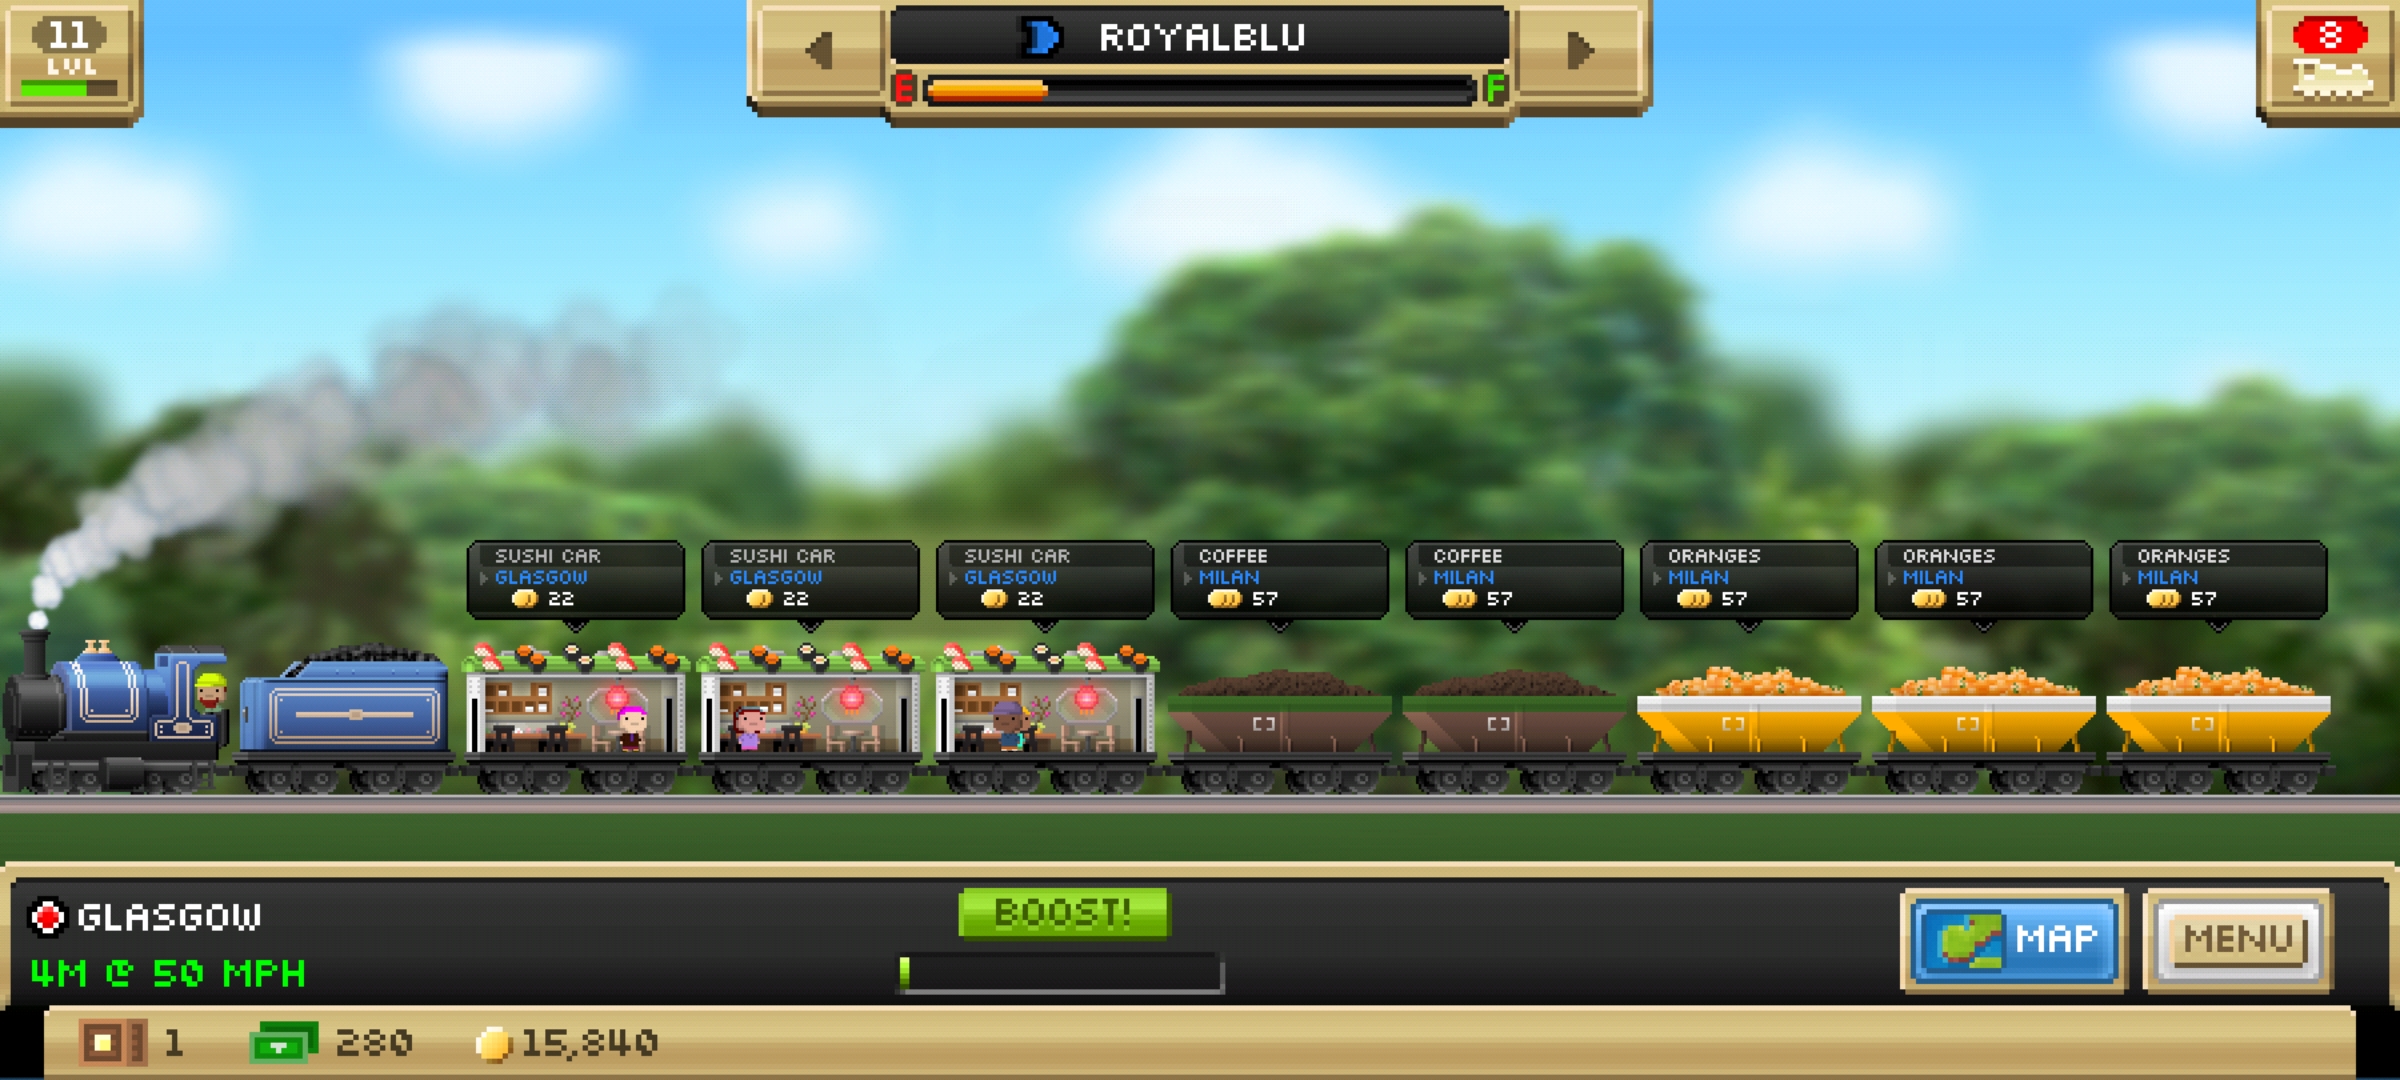 11
LVL
ROYALBLU
E
F
8
SUSHI CAR
GLASGOW
22
SUSHI CAR
GLASGOW
22
SUSHI CAR
GLASGOW
22
COFFEE
MILAN
57
COFFEE
MILAN
57
ORANGES
MILAN
57
ORANGES
MILAN
57
ORANGES
MILAN
57
GLASGOW
4M @ 50 MPH
BOOST!
MAP
MENU
1
280
15,840